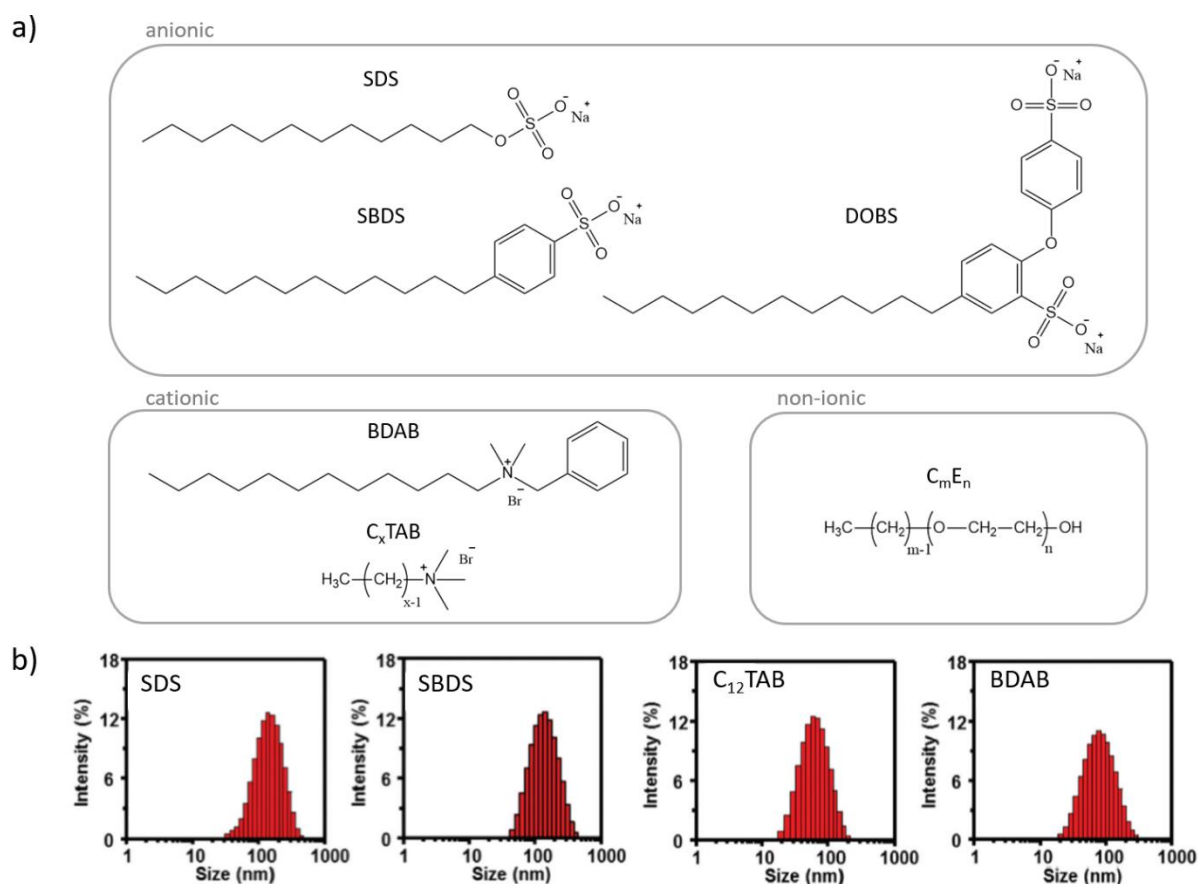 a)
anionic
SDS
O
O
S
O
O⁻
Na⁺
SBDS
O
S
O
O⁻
Na⁺
DOBS
O⁻
Na⁺
O=S=O
O
O
S
O
O⁻
Na⁺
cationic
BDAB
N⁺
Br⁻
CₓTAB
H₃C-(CH₂)x-1-N⁺
Br⁻
non-ionic
CₘEₙ
H₃C-(CH₂)m-1-(O-CH₂-CH₂)n-OH
b)
SDS
Intensity (%)
18
12
6
0
1 10 100 1000
Size (nm)
SBDS
Intensity (%)
18
12
6
0
1 10 100 1000
Size (nm)
C₁₂TAB
Intensity (%)
18
12
6
0
1 10 100 1000
Size (nm)
BDAB
Intensity (%)
18
12
6
0
1 10 100 1000
Size (nm)